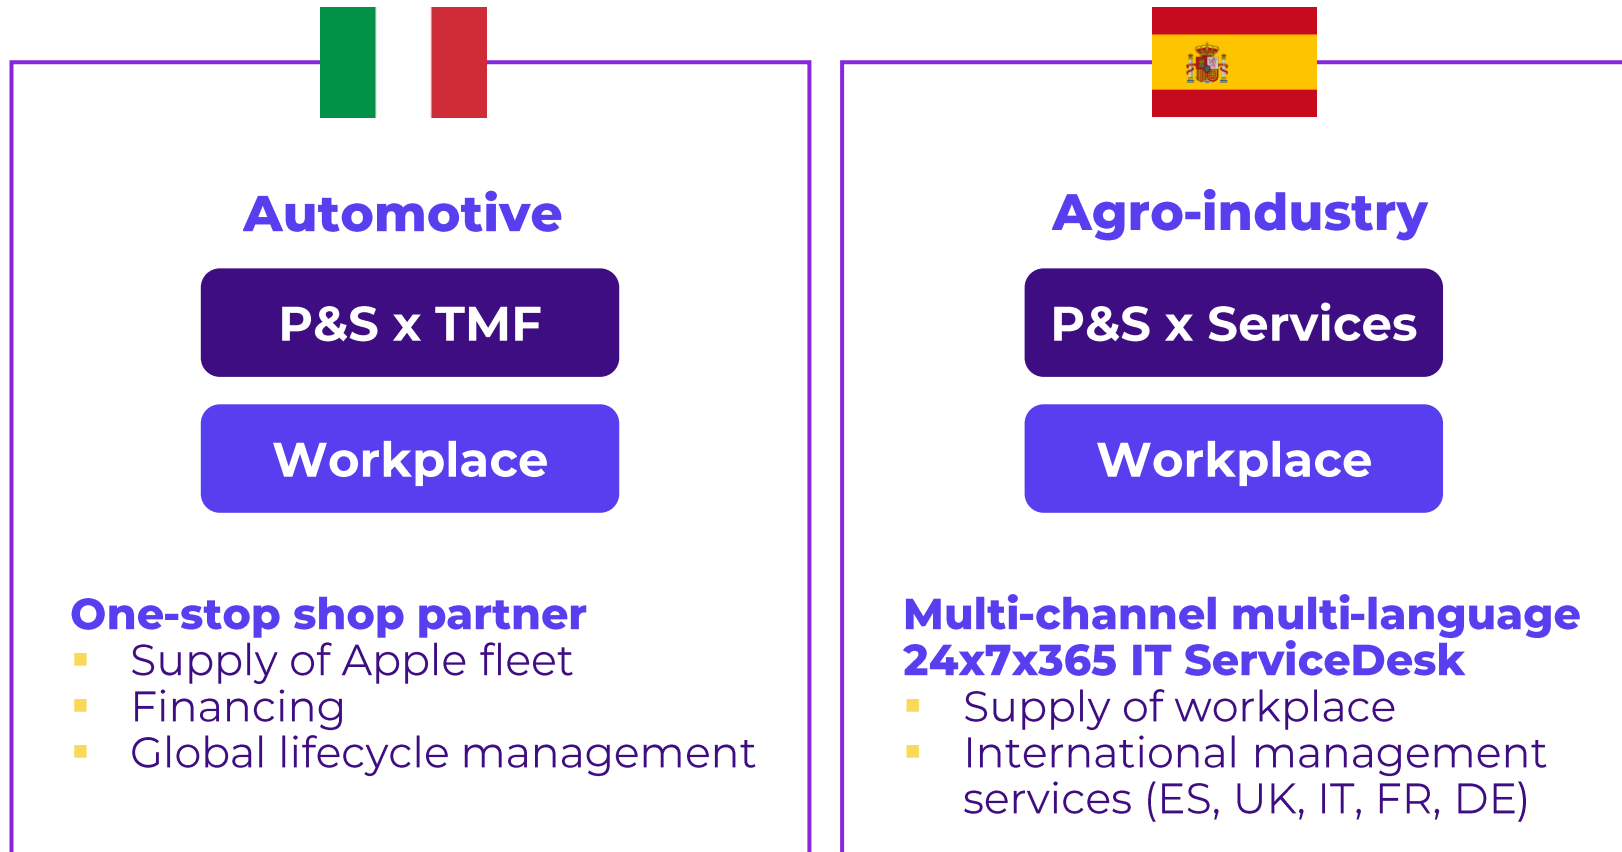 Automotive
P&S x TMF
Workplace
One-stop shop partner
▪ Supply of Apple fleet
▪ Financing
▪ Global lifecycle management
Agro-industry
P&S x Services
Workplace
Multi-channel multi-language
24x7x365 IT ServiceDesk
▪ Supply of workplace
▪ International management
services (ES, UK, IT, FR, DE)